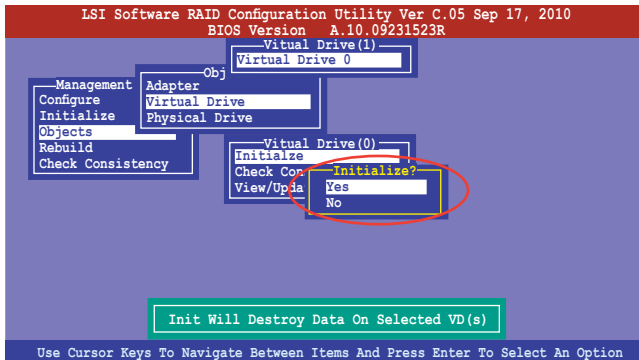 LSI Software RAID Configuration Utility Ver C.05 Sep 17, 2010
BIOS Version A.10.09231523R
Vitual Drive(1)
Virtual Drive 0
Obj
Adapter
Virtual Drive
Physical Drive
Management
Configure
Initialize
Objects
Rebuild
Check Consistency
Vitual Drive(0)
Initialze
Check Con
View/Upda
Initialize?
Yes
No
Init Will Destroy Data On Selected VD(s)
Use Cursor Keys To Navigate Between Items And Press Enter To Select An Option